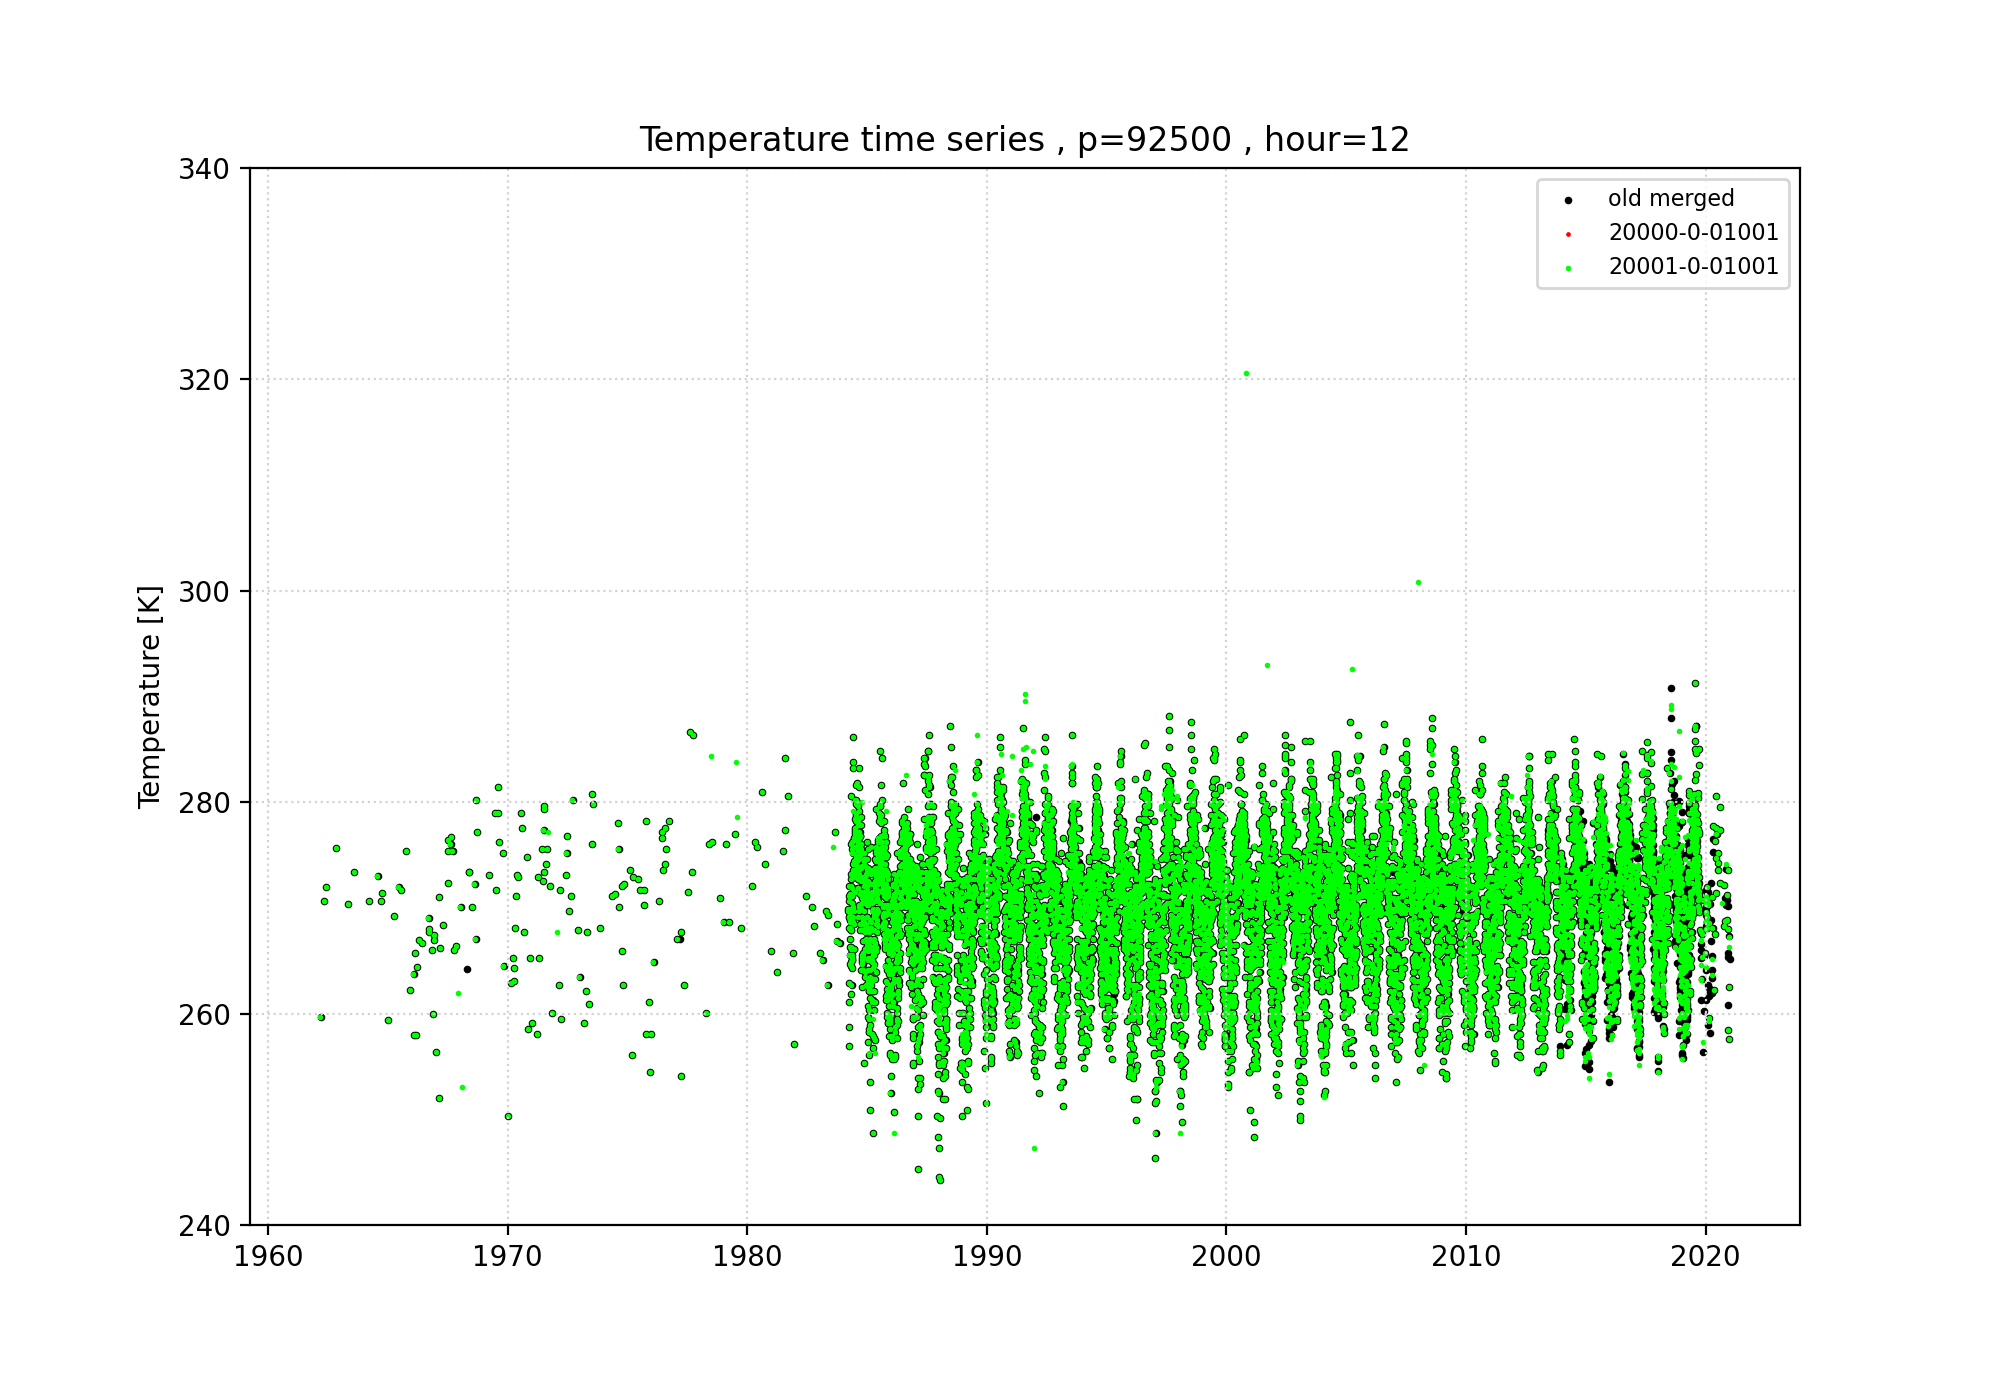 Temperature time series , p=92500 , hour=12
340
320
300
280
260
240
Temperature [K]
old merged
20000-0-01001
20001-0-01001
1960 1970 1980 1990 2000 2010 2020